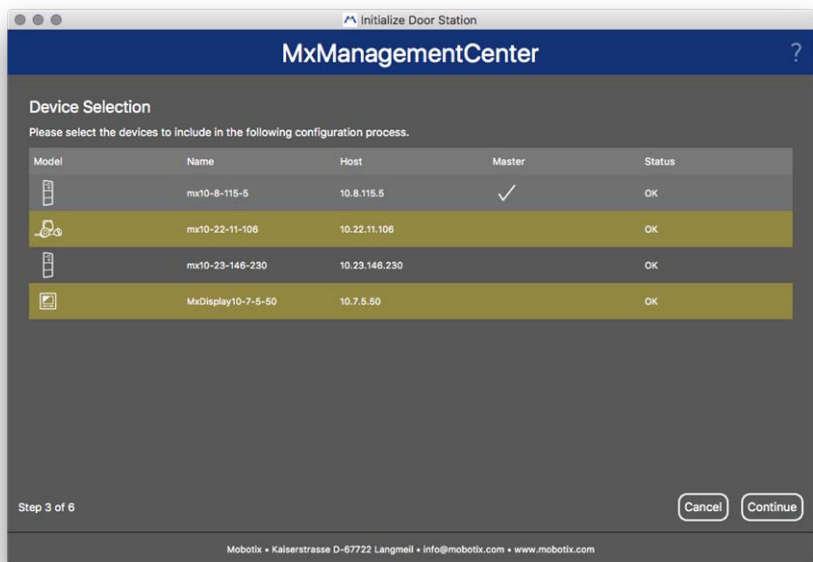 Initialize Door Station
MxManagementCenter ?
Device Selection
Please select the devices to include in the following configuration process.
Model Name Host Master Status
mx10-8-115-5 10.8.115.5 OK
mx10-22-11-106 10.22.11.106 OK
mx10-23-146-230 10.23.146.230 OK
MxDisplay10-7-5-50 10.7.5.50 OK
Step 3 of 6 Cancel Continue
Mobotix • Kaiserstrasse D-67722 Langmeil • info@mobotix.com • www.mobotix.com